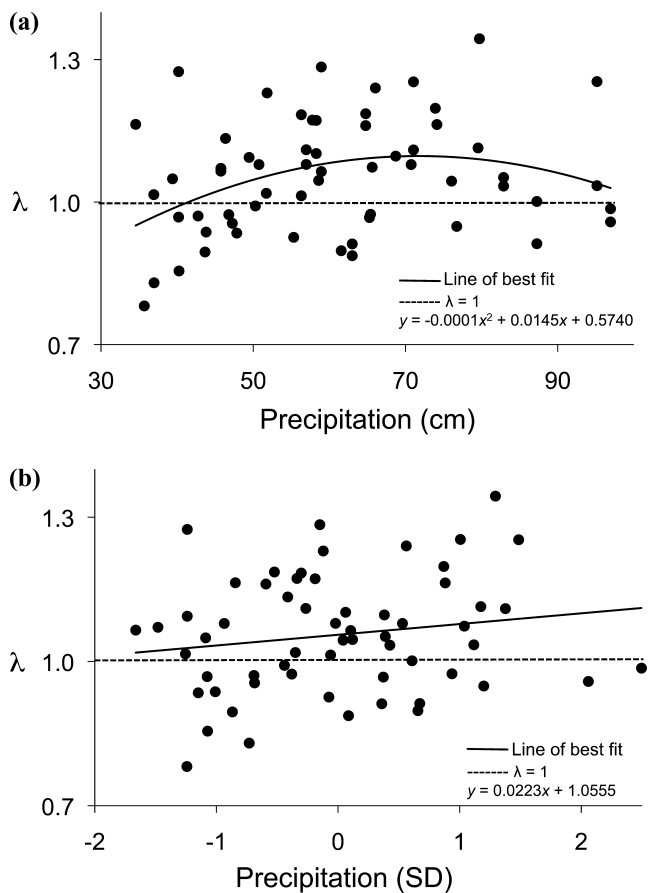 (a)
1.3
1.0
0.7
λ
30 50 70 90
Precipitation (cm)
Line of best fit
λ = 1
y = -0.0001x² + 0.0145x + 0.5740
(b)
1.3
1.0
0.7
λ
-2 -1 0 1 2
Precipitation (SD)
Line of best fit
λ = 1
y = 0.0223x + 1.0555